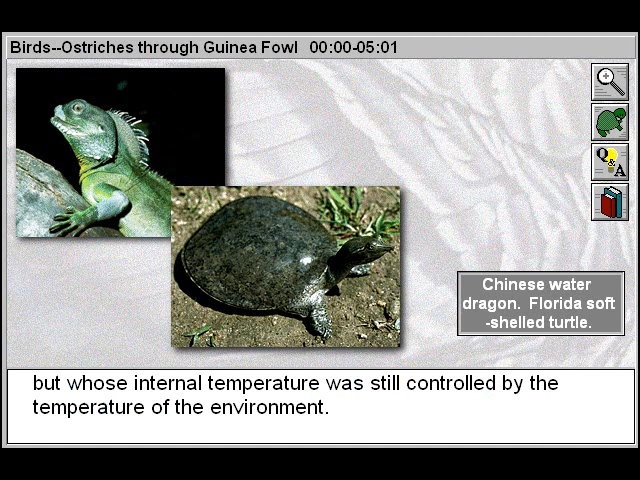 Birds--Ostriches through Guinea Fowl 00:00-05:01
Q&A
Chinese water
dragon. Florida soft
-shelled turtle.
but whose internal temperature was still controlled by the
temperature of the environment.